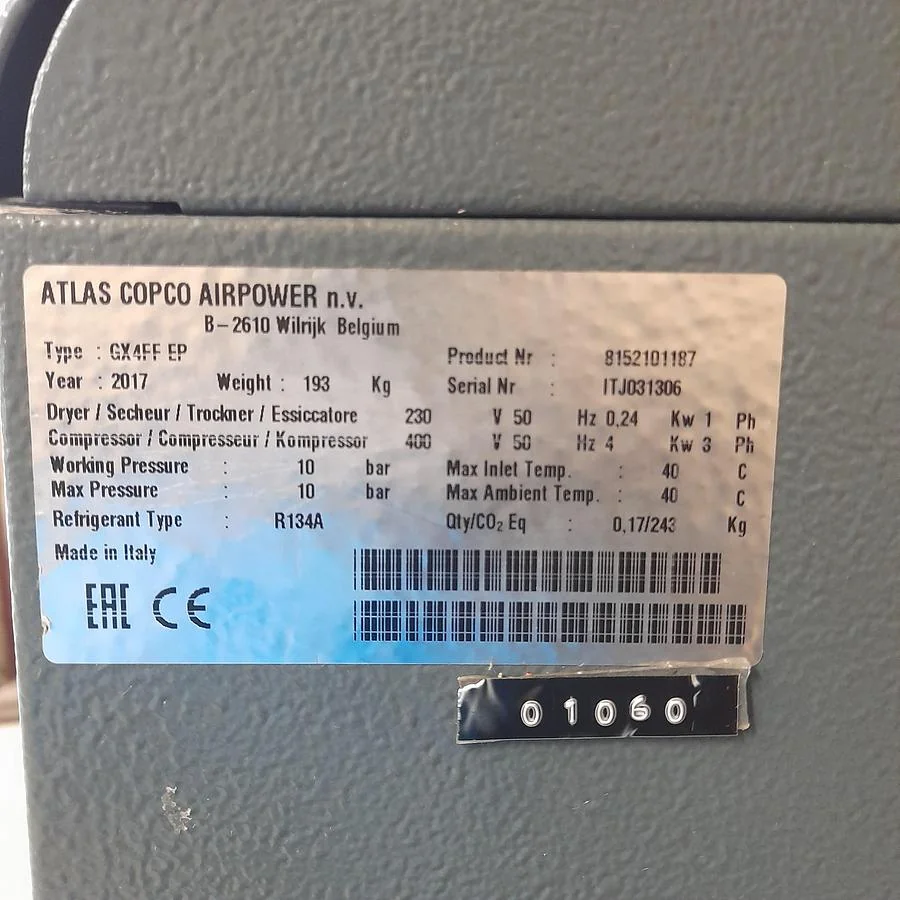 ATLAS COPCO AIRPOWER n.v.
B-2610 Wilrijk Belgium
Type : GX4FF EP Product Nr : 8152101187
Year : 2017 Weight : 193 Kg Serial Nr : ITJ031306
Dryer / Secheur / Trockner / Essiccatore 230 V 50 Hz 0.24 Kw 1 Ph
Compressor / Compresseur / Kompressor 400 V 50 Hz 4 Kw 3 Ph
Working Pressure : 10 bar Max Inlet Temp. : 40 C
Max Pressure : 10 bar Max Ambient Temp. : 40 C
Refrigerant Type : R134A Qty/CO₂ Eq : 0,17/243 Kg
Made in Italy
EAC CE
01060